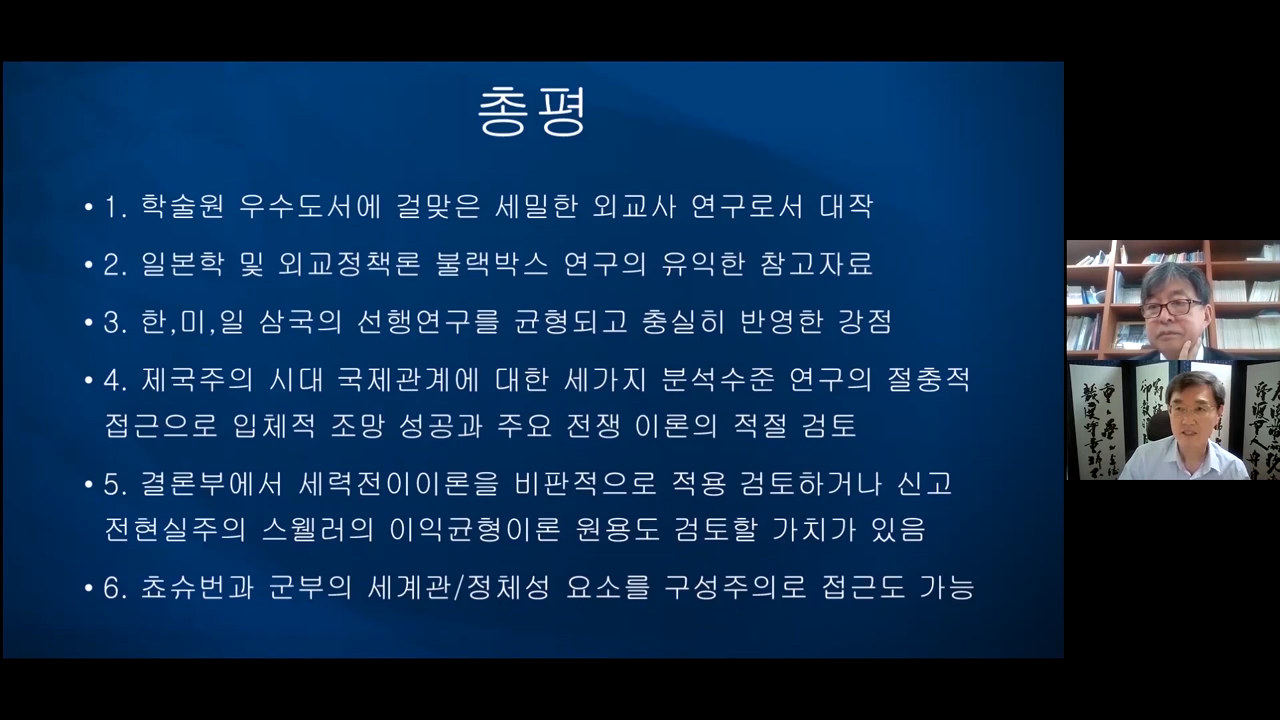 총평
• 1. 학술원 우수도서에 걸맞은 세밀한 외교사 연구로서 대작
• 2. 일본학 및 외교정책론 불랙박스 연구의 유익한 참고자료
• 3. 한,미,일 삼국의 선행연구를 균형되고 충실히 반영한 강점
• 4. 제국주의 시대 국제관계에 대한 세가지 분석수준 연구의 절충적
접근으로 입체적 조망 성공과 주요 전쟁 이론의 적절 검토
• 5. 결론부에서 세력전이이론을 비판적으로 적용 검토하거나 신고
전현실주의 스웰러의 이익균형이론 원용도 검토할 가치가 있음
• 6. 쵸슈번과 군부의 세계관/정체성 요소를 구성주의로 접근도 가능